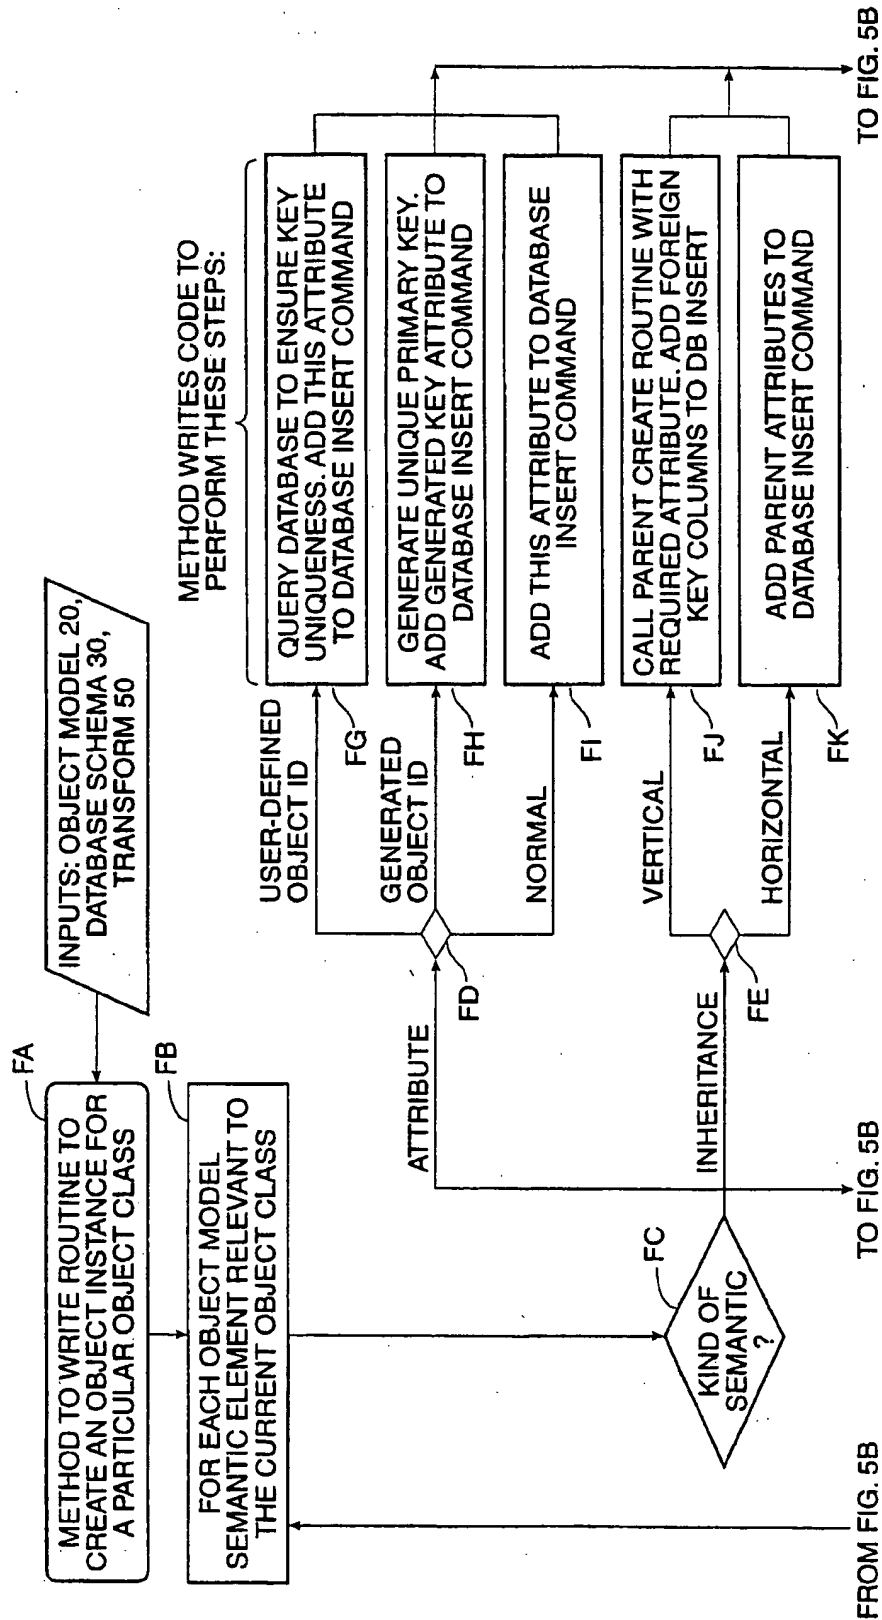 FA
METHOD TO WRITE ROUTINE TO
CREATE AN OBJECT INSTANCE FOR
A PARTICULAR OBJECT CLASS
INPUTS: OBJECT MODEL 20,
DATABASE SCHEMA 30,
TRANSFORM 50
FB
FOR EACH OBJECT MODEL
SEMANTIC ELEMENT RELEVANT TO
THE CURRENT OBJECT CLASS
FC
KIND OF
SEMANTIC
?
ATTRIBUTE
FD
INHERITANCE
FE
METHOD WRITES CODE TO
PERFORM THESE STEPS:
USER-DEFINED
OBJECT ID
FG
QUERY DATABASE TO ENSURE KEY
UNIQUENESS. ADD THIS ATTRIBUTE
TO DATABASE INSERT COMMAND
GENERATED
OBJECT ID
FH
GENERATE UNIQUE PRIMARY KEY.
ADD GENERATED KEY ATTRIBUTE TO
DATABASE INSERT COMMAND
NORMAL
FI
ADD THIS ATTRIBUTE TO DATABASE
INSERT COMMAND
VERTICAL
FJ
CALL PARENT CREATE ROUTINE WITH
REQUIRED ATTRIBUTE. ADD FOREIGN
KEY COLUMNS TO DB INSERT
HORIZONTAL
FK
ADD PARENT ATTRIBUTES TO
DATABASE INSERT COMMAND
FROM FIG. 5B
TO FIG. 5B
TO FIG. 5B